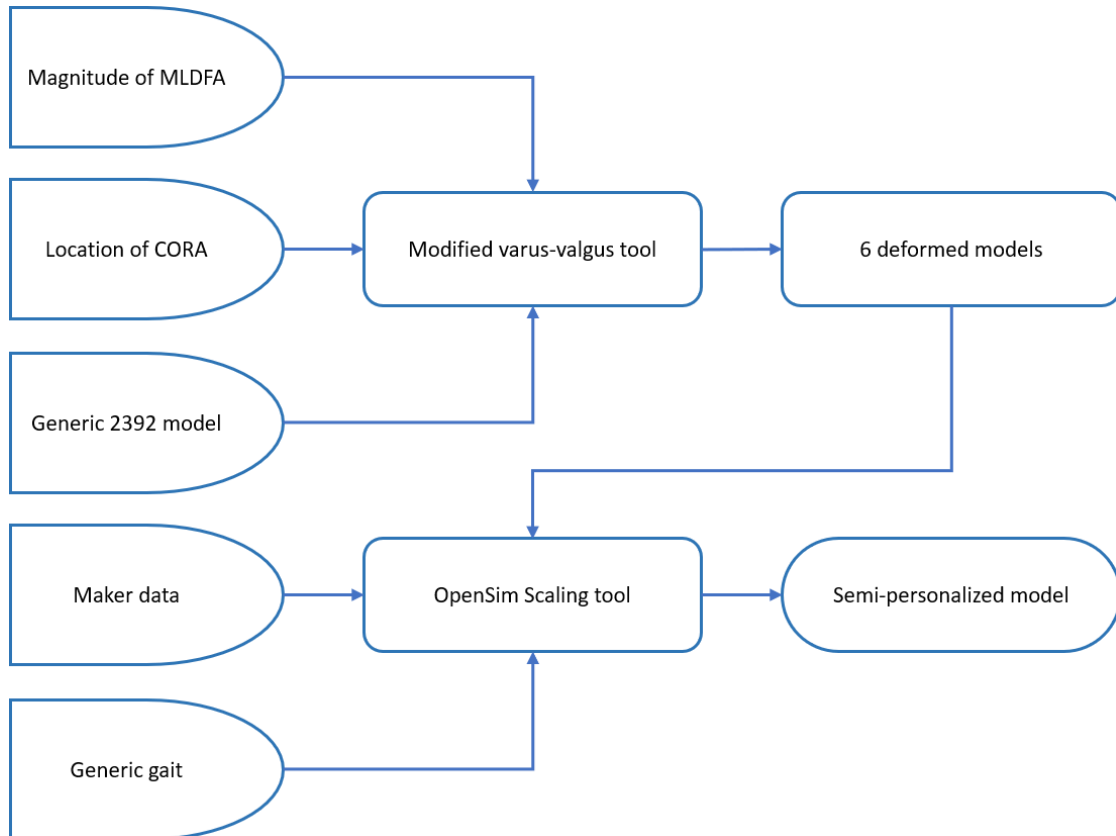 Magnitude of MLDFA
Location of CORA
Modified varus-valgus tool
6 deformed models
Generic 2392 model
Maker data
OpenSim Scaling tool
Semi-personalized model
Generic gait